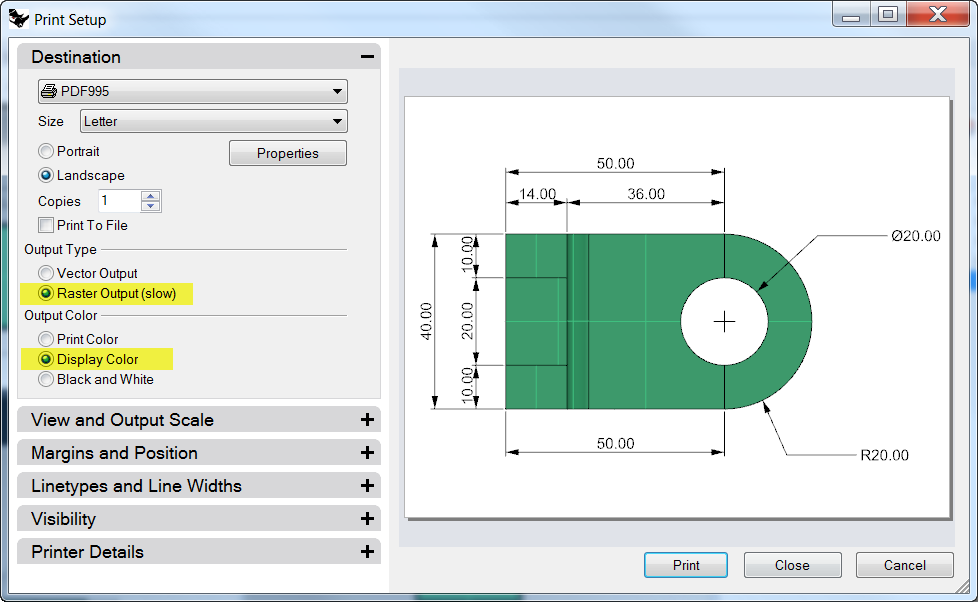 Print Setup
Destination
PDF995
Size Letter
Portrait
Properties
Landscape
Copies 1
Print To File
Output Type
Vector Output
Raster Output (slow)
Output Color
Print Color
Display Color
Black and White
View and Output Scale
Margins and Position
Linetypes and Line Widths
Visibility
Printer Details
50.00
14.00 36.00
Ø20.00
10.00
40.00
20.00
10.00
50.00
R20.00
Print Close Cancel